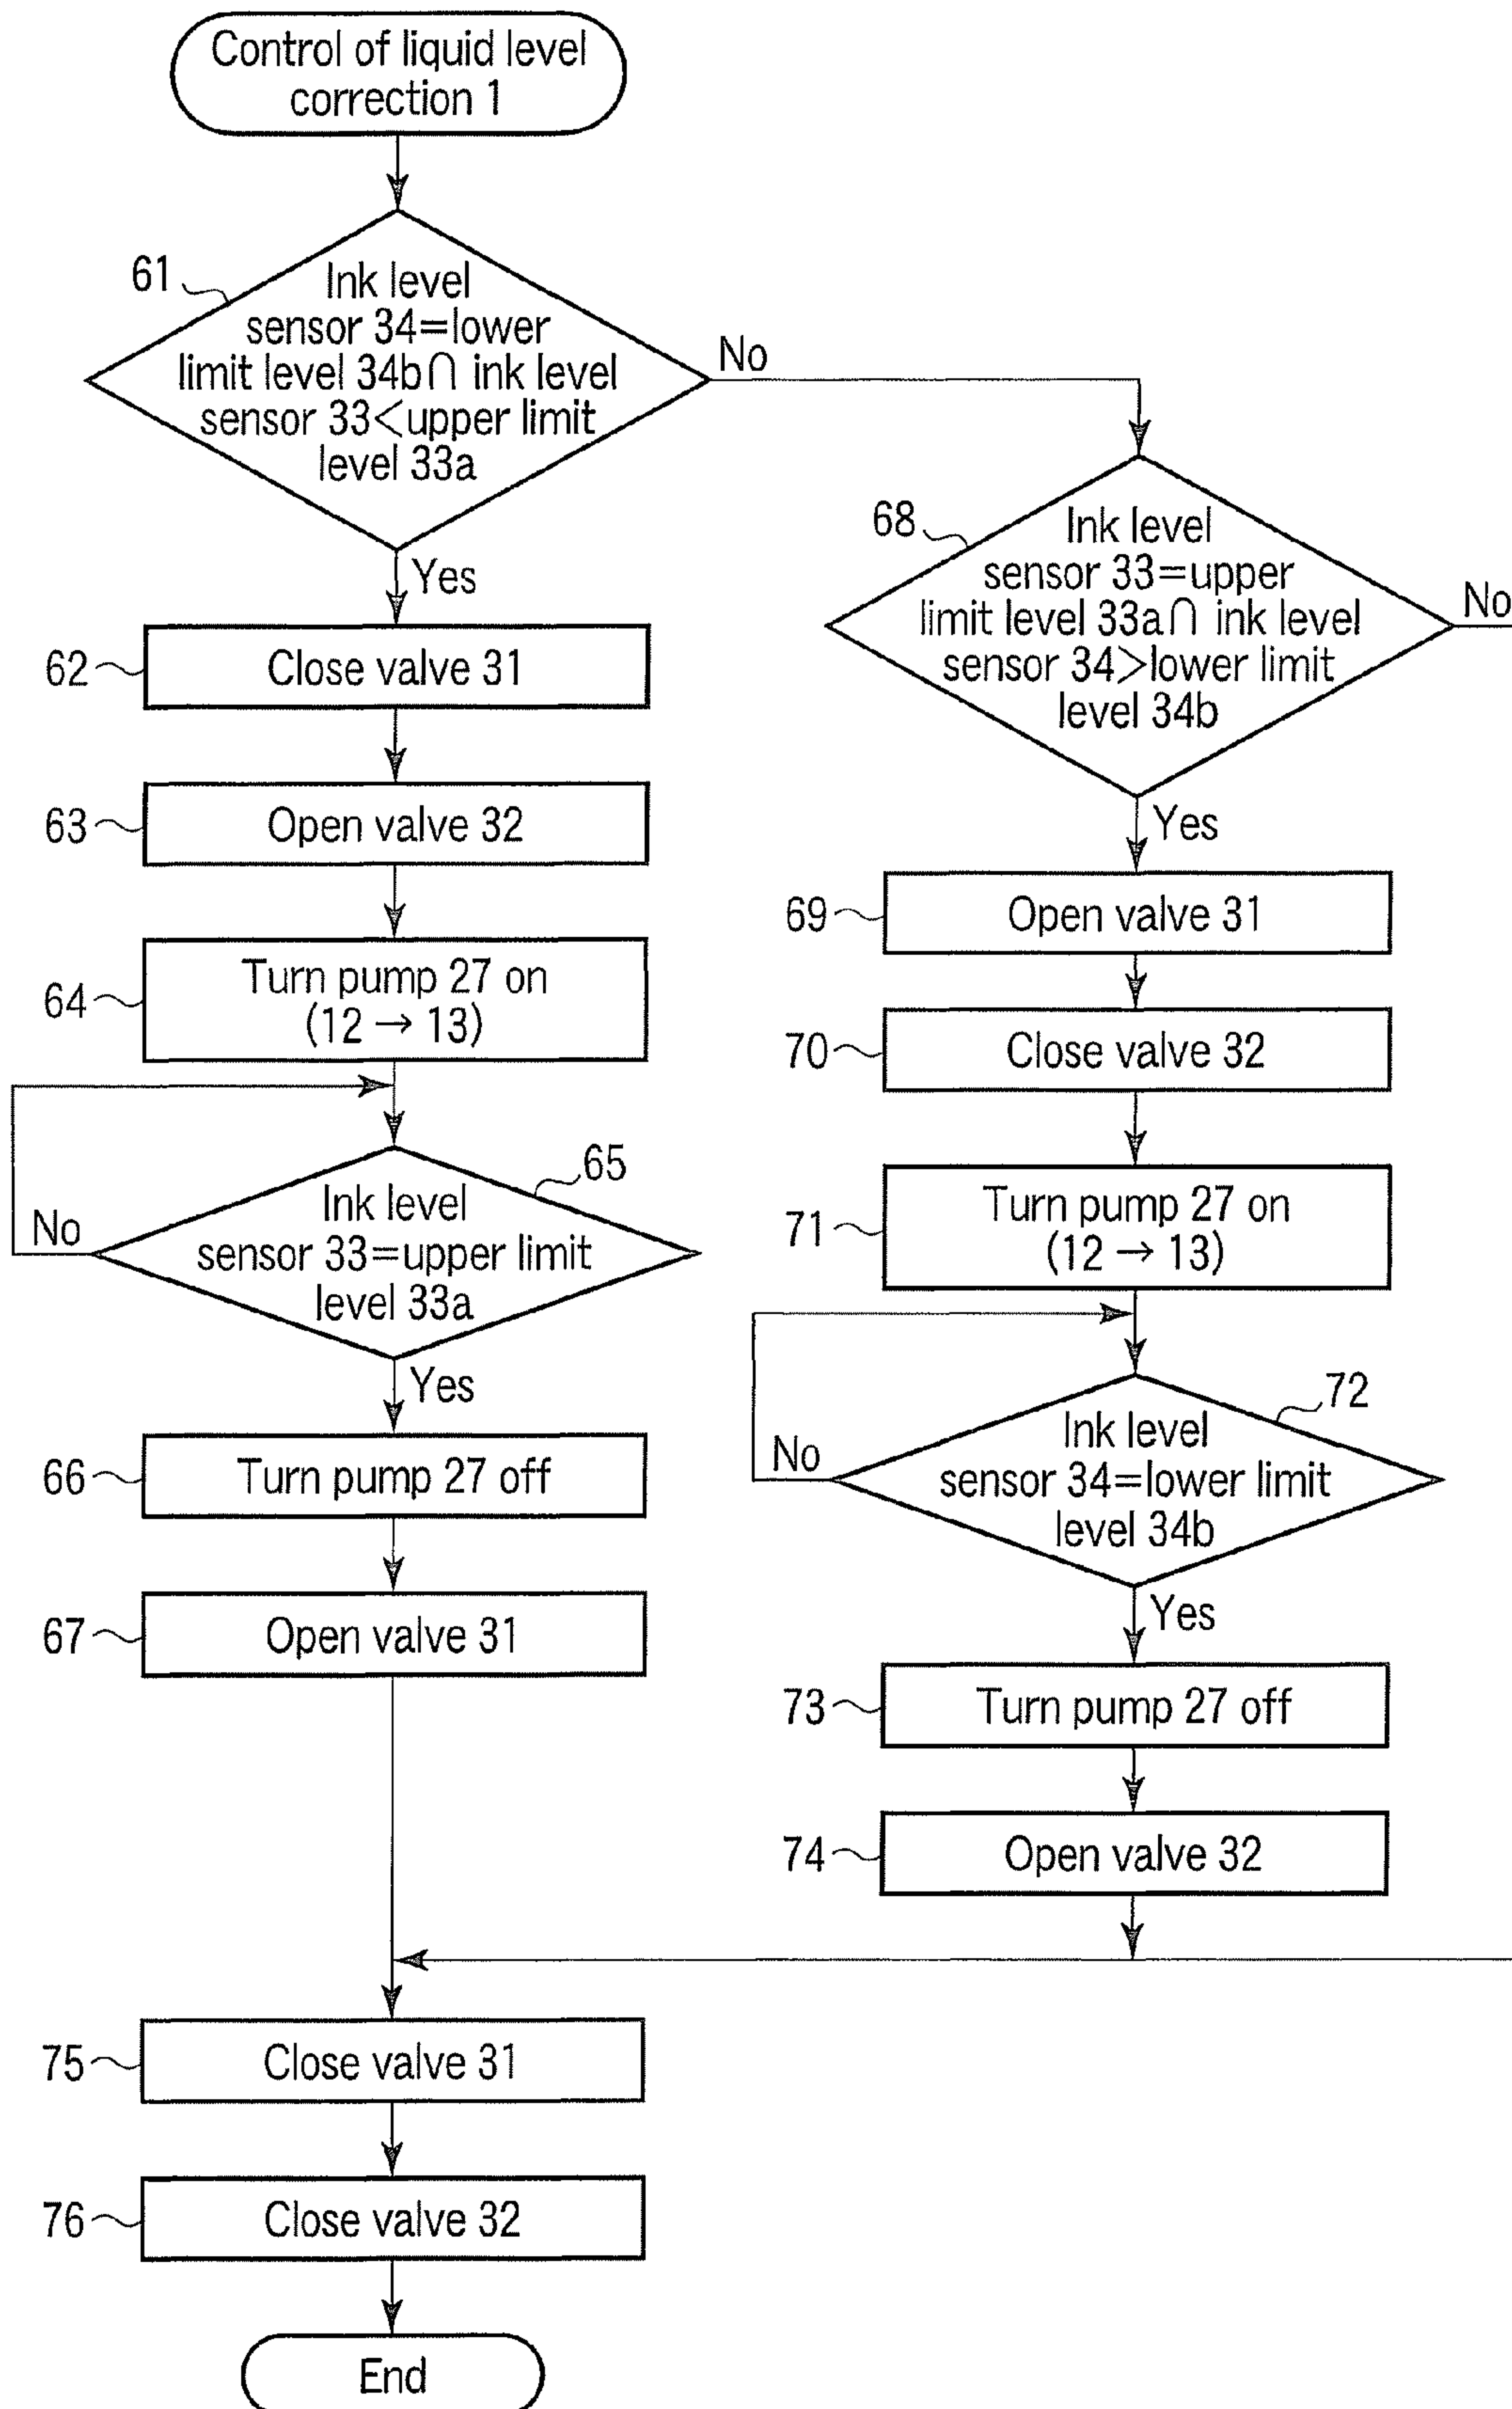 Control of liquid level
correction 1
61
Ink level
sensor 34=lower
limit level 34b∩ ink level
sensor 33<upper limit
level 33a
No
Yes
62
Close valve 31
63
Open valve 32
64
Turn pump 27 on
(12 → 13)
65
Ink level
sensor 33=upper limit
level 33a
No
Yes
66
Turn pump 27 off
67
Open valve 31
68
Ink level
sensor 33=upper
limit level 33a∩ ink level
sensor 34>lower limit
level 34b
No
Yes
69
Open valve 31
70
Close valve 32
71
Turn pump 27 on
(12 → 13)
72
Ink level
sensor 34=lower limit
level 34b
No
Yes
73
Turn pump 27 off
74
Open valve 32
75
Close valve 31
76
Close valve 32
End